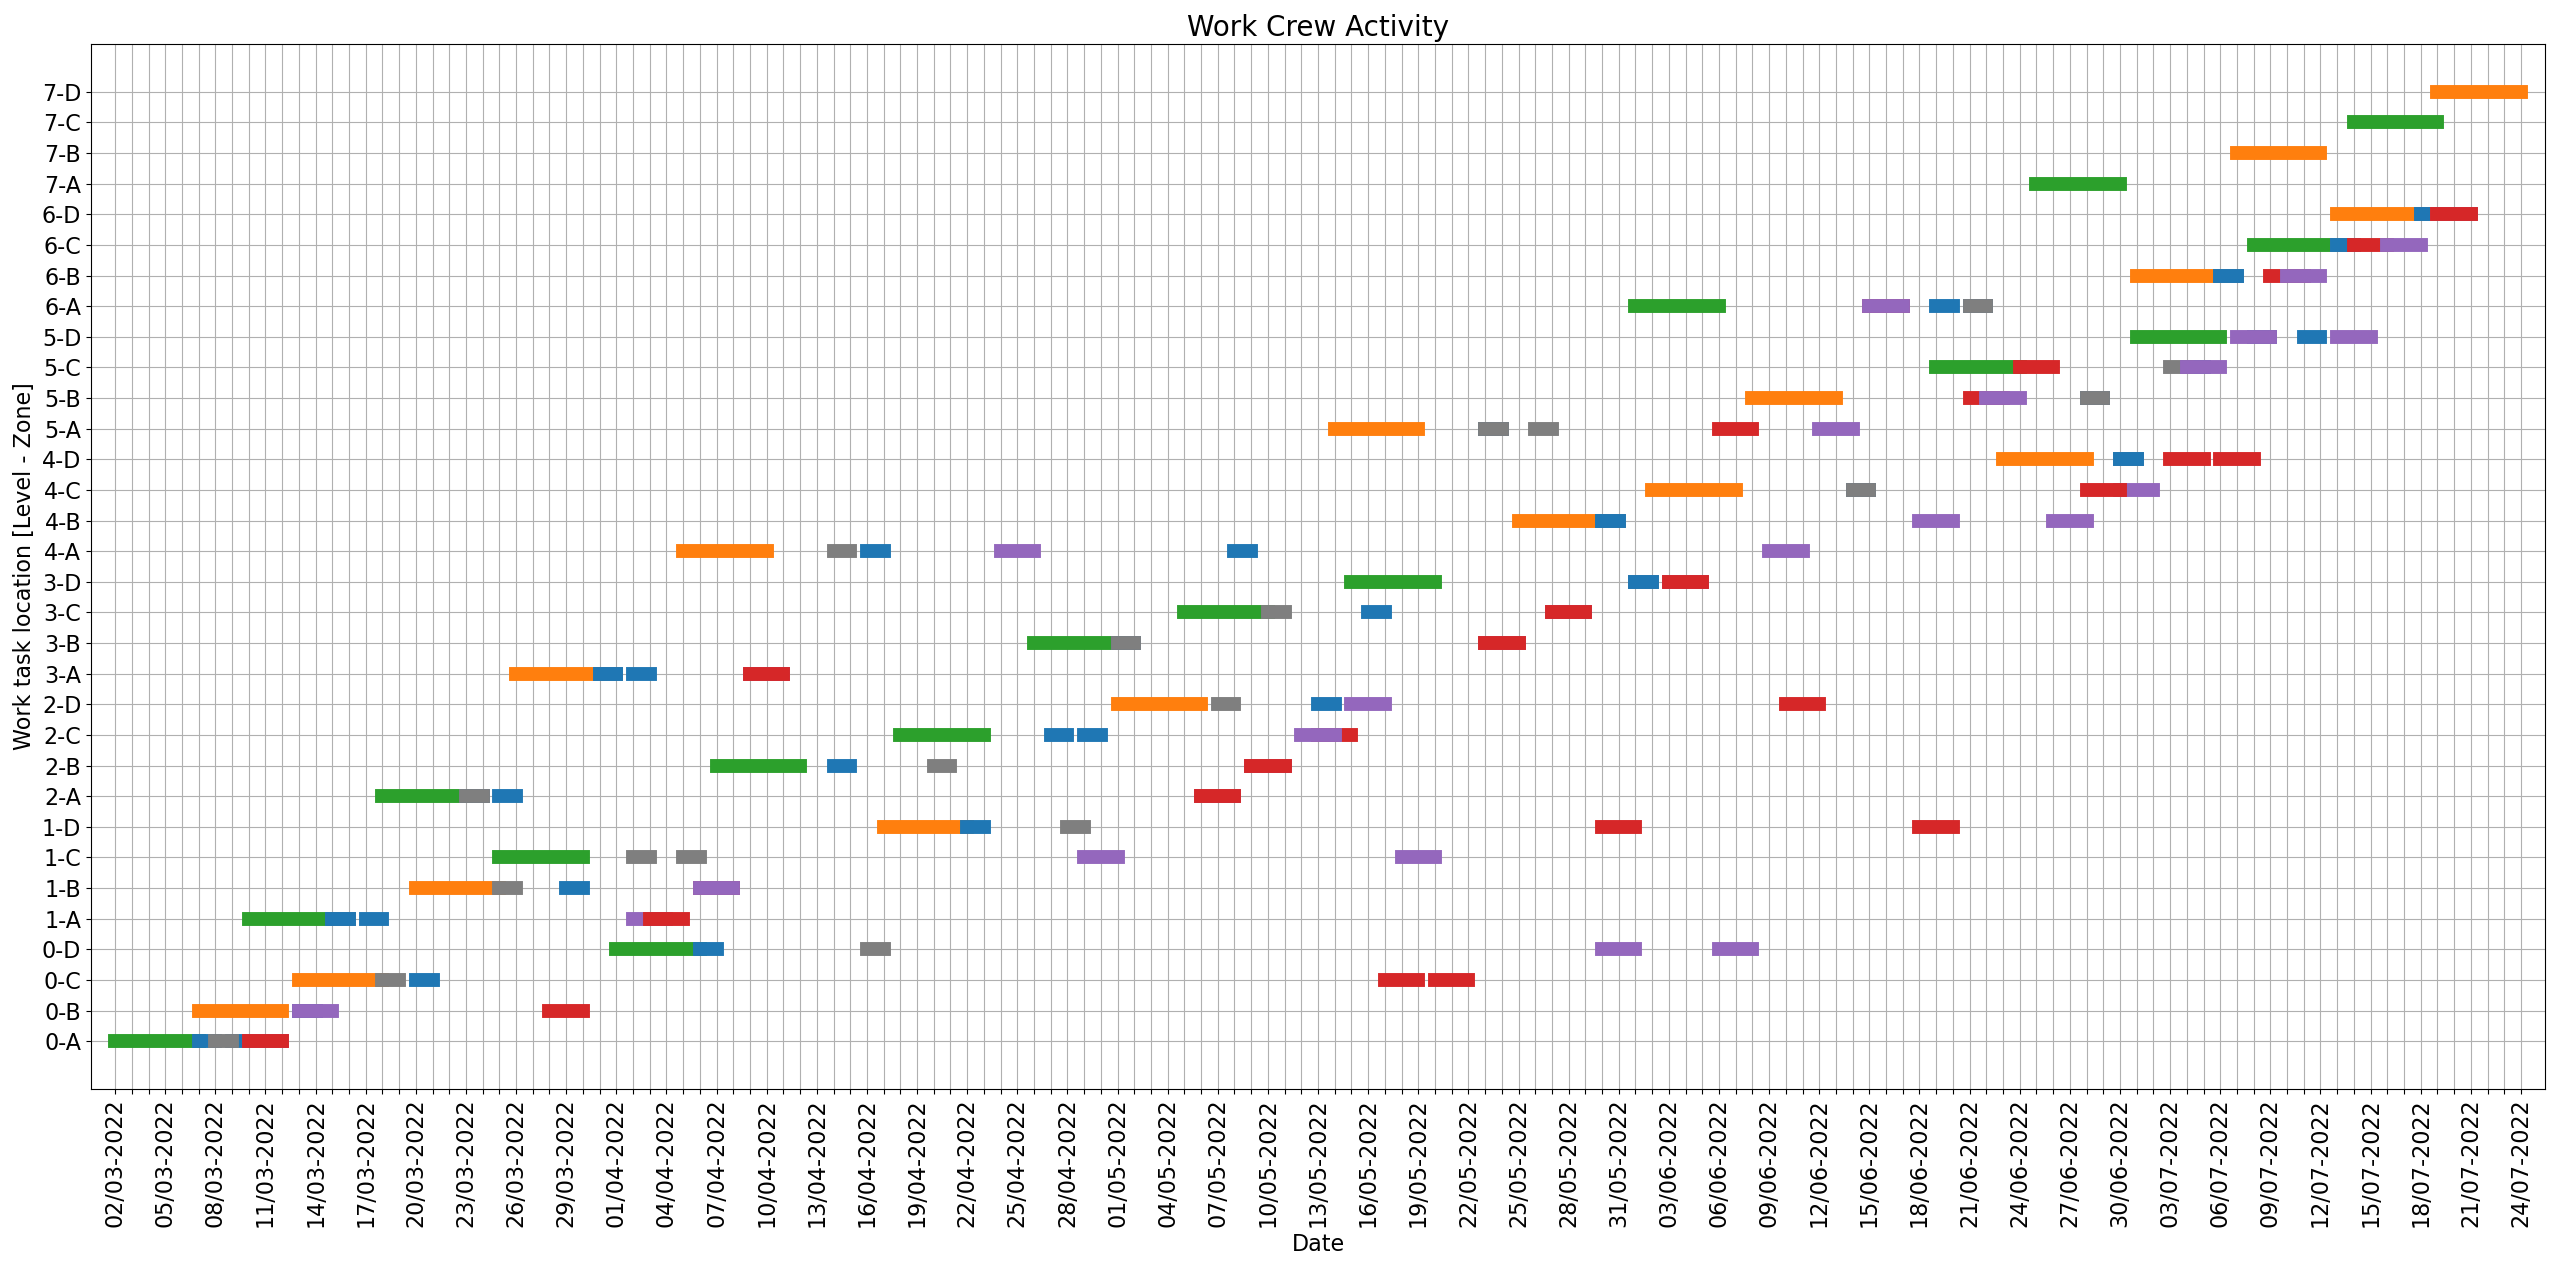 Work Crew Activity
Work task location [Level - Zone]
7-D
7-C
7-B
7-A
6-D
6-C
6-B
6-A
5-D
5-C
5-B
5-A
4-D
4-C
4-B
4-A
3-D
3-C
3-B
3-A
2-D
2-C
2-B
2-A
1-D
1-C
1-B
1-A
0-D
0-C
0-B
0-A
02/03-2022
05/03-2022
08/03-2022
11/03-2022
14/03-2022
17/03-2022
20/03-2022
23/03-2022
26/03-2022
29/03-2022
01/04-2022
04/04-2022
07/04-2022
10/04-2022
13/04-2022
16/04-2022
19/04-2022
22/04-2022
25/04-2022
28/04-2022
01/05-2022
04/05-2022
07/05-2022
10/05-2022
13/05-2022
16/05-2022
19/05-2022
22/05-2022
25/05-2022
28/05-2022
31/05-2022
03/06-2022
06/06-2022
09/06-2022
12/06-2022
15/06-2022
18/06-2022
21/06-2022
24/06-2022
27/06-2022
30/06-2022
03/07-2022
06/07-2022
09/07-2022
12/07-2022
15/07-2022
18/07-2022
21/07-2022
24/07-2022
Date